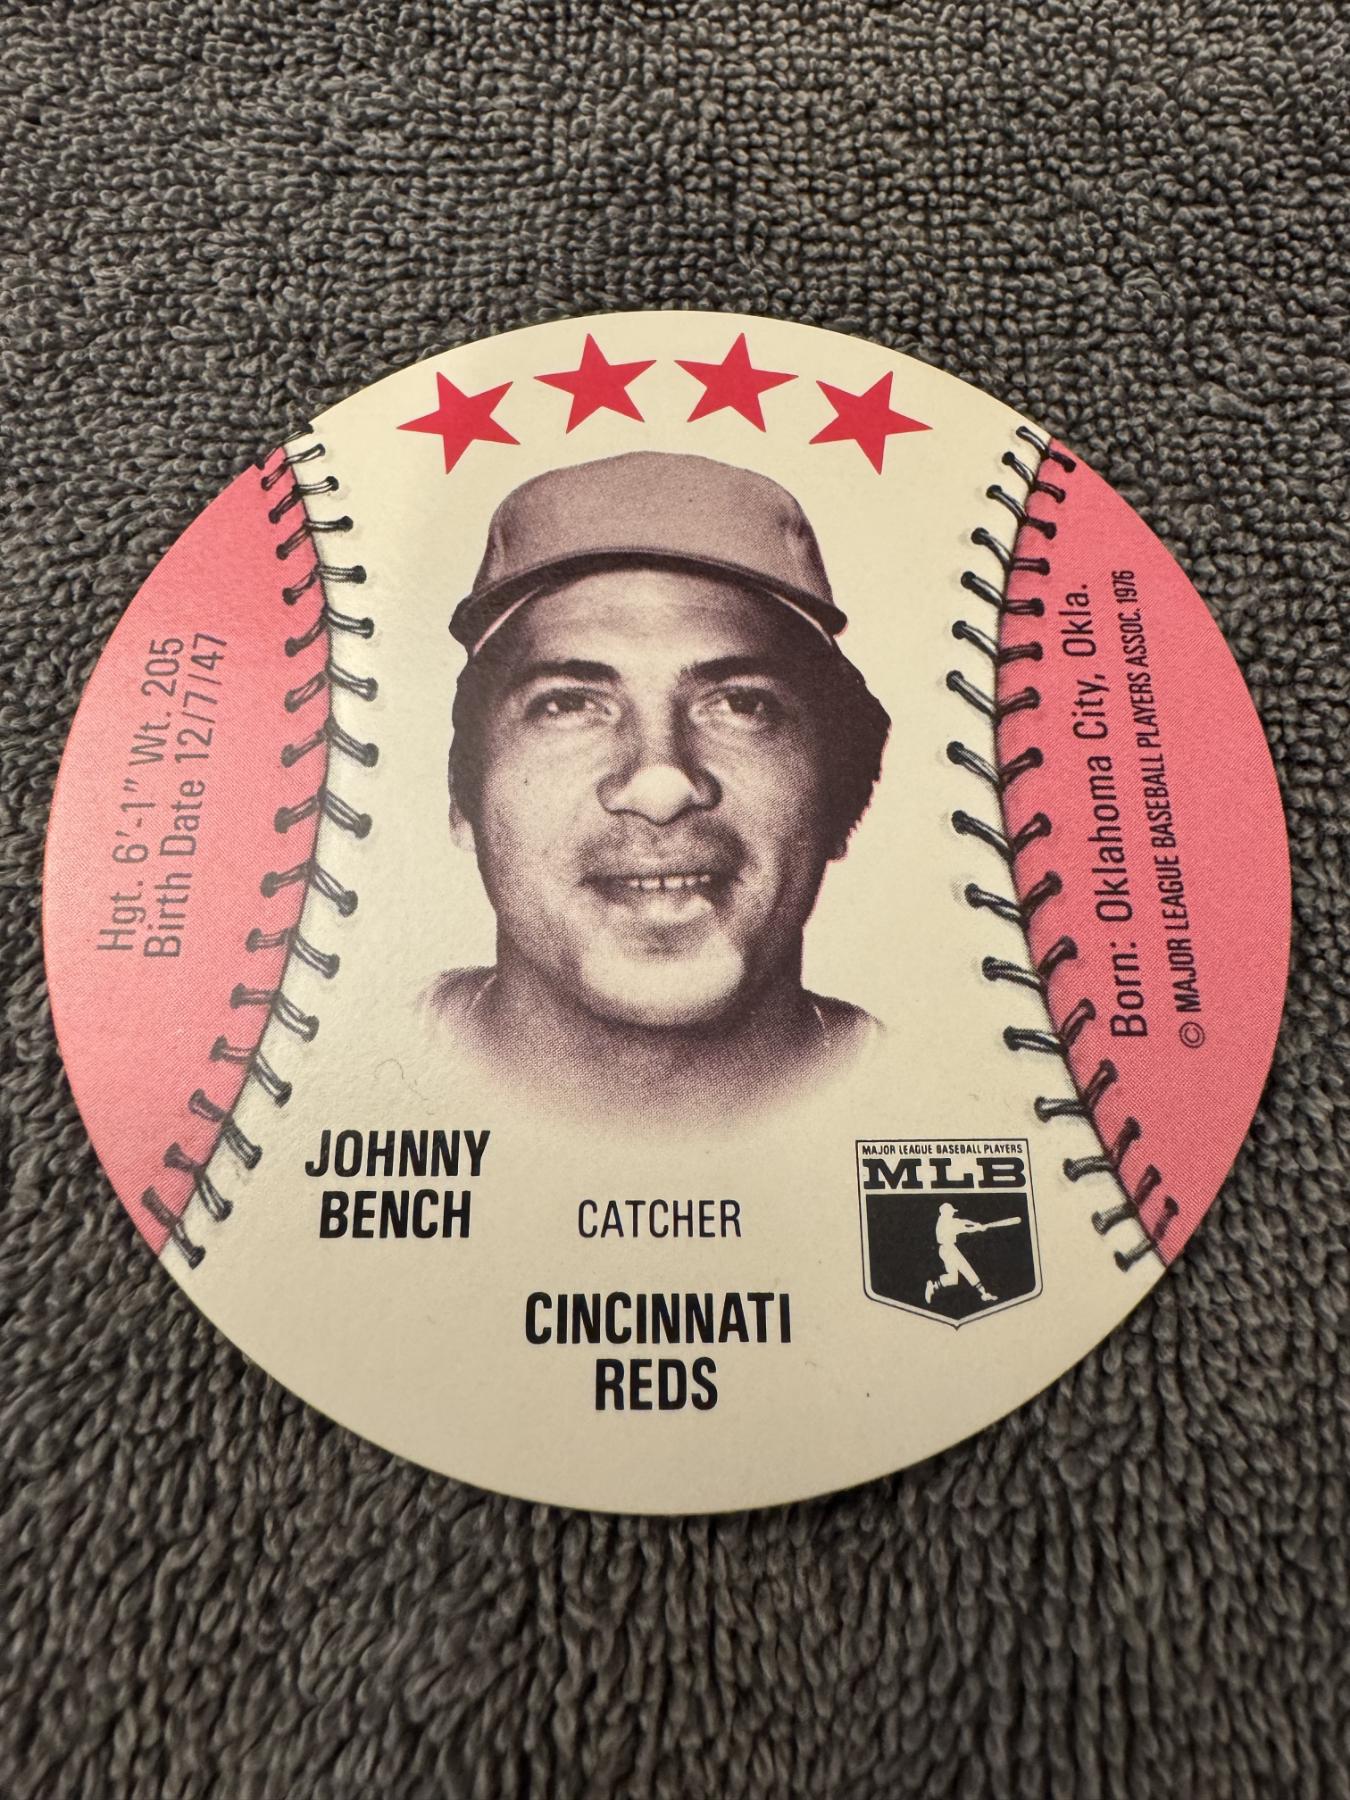 Hgt. 6'-1" Wt. 205
Birth Date 12/7/47
Born: Oklahoma City, Okla.
© MAJOR LEAGUE BASEBALL PLAYERS ASSOC. 1976
JOHNNY
BENCH
CATCHER
MAJOR LEAGUE BASEBALL PLAYERS
MLB
CINCINNATI
REDS